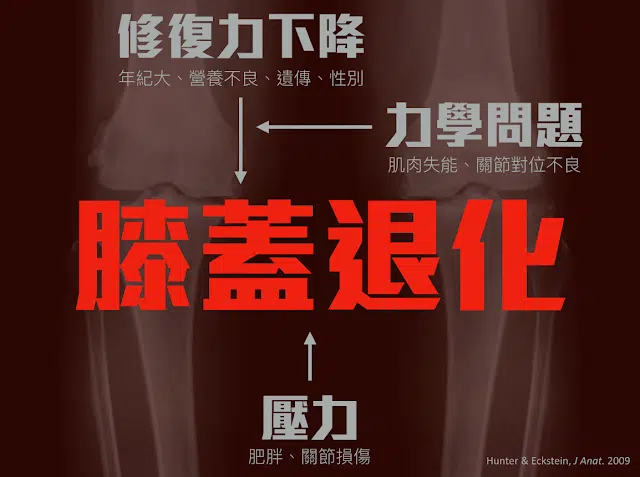 修復力下降
年紀大、營養不良、遺傳、性別
力學問題
肌肉失能、關節對位不良
膝蓋退化
壓力
肥胖、關節損傷
Hunter & Eckstein, J Anat. 2009